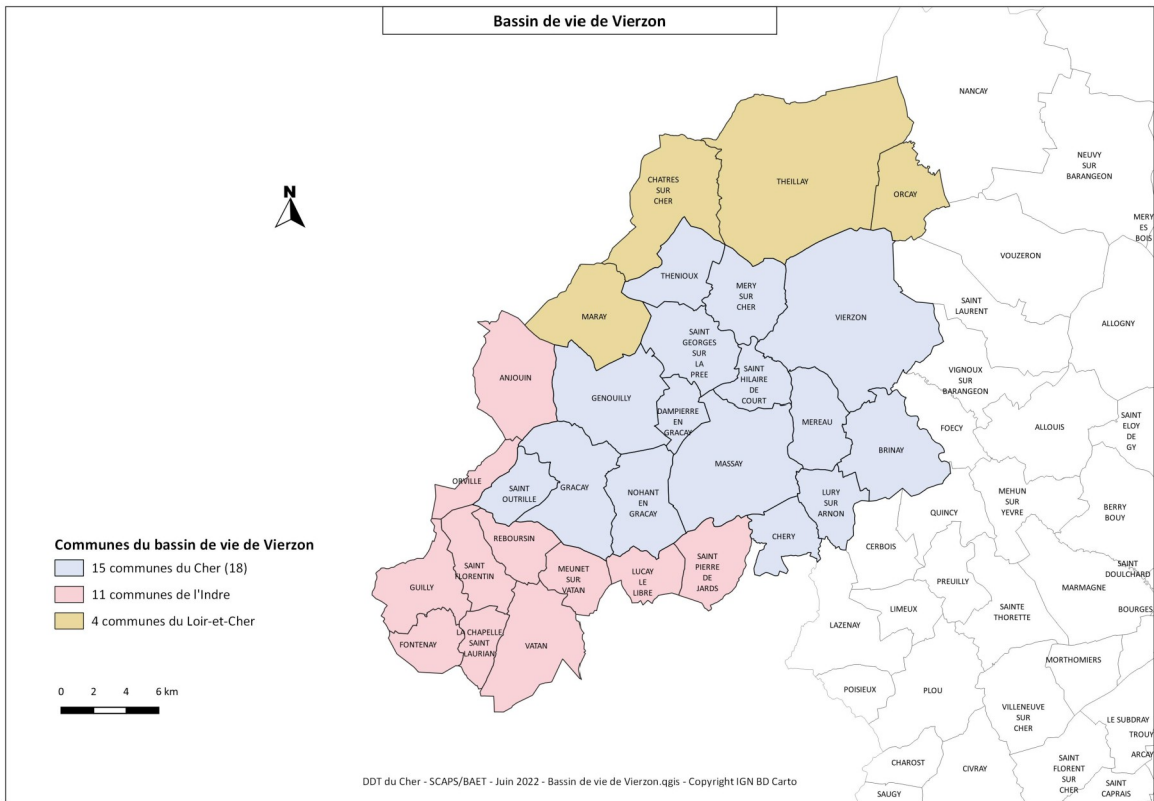 Bassin de vie de Vierzon
NANCAY
NEUVY
SUR
BARANGEON
CHATRES
SUR
CHER
THEILLAY
ORCAY
MERY
ES
BOIS
VOUZERON
THENIOUX
MERY
SUR
CHER
VIERZON
SAINT
LAURENT
MARAY
ALLOGNY
SAINT
GEORGES
SUR
LA
PREE
SAINT
HILAIRE
DE
COURT
VIGNOUX
SUR
BARANGEON
ANJOUIN
GENOUILLY
DAMPIERRE
EN
GRACAY
MEREAU
FOECY
ALLOUIS
SAINT
ELOY
DE
GY
BRINAY
MASSAY
ORVILLE
SAINT
OUTRILLE
GRACAY
NOHANT
EN
GRACAY
LURY
SUR
ARNON
MEHUN
SUR
YEVRE
BERRY
BOUY
QUINCY
REBOURSIN
CHERY
CERBOIS
SAINT
FLORENTIN
MEUNET
SUR
VATAN
LUCAY
LE
LIBRE
SAINT
PIERRE
DE
JARDS
PREUILLY
SAINT
DOULCHARD
MARMAGNE
BOURGES
GUILLY
LIMEUX
SAINTE
THORETTE
LAZENAY
FONTENAY
LA CHAPELLE
SAINT
LAURIAN
VATAN
MORTHOMIERS
POISIEUX
PLOU
VILLENEUVE
SUR
CHER
LE SUBDRAY
TROUY
ARCAY
CHAROST
CIVRAY
SAINT
FLORENT
SUR
CHER
SAINT
CAPRAIS
SAUGY
N
Communes du bassin de vie de Vierzon
15 communes du Cher (18)
11 communes de l'Indre
4 communes du Loir-et-Cher
0 2 4 6 km
DDT du Cher - SCAPS/BAET - Juin 2022 - Bassin de vie de Vierzon.qgis - Copyright IGN BD Carto